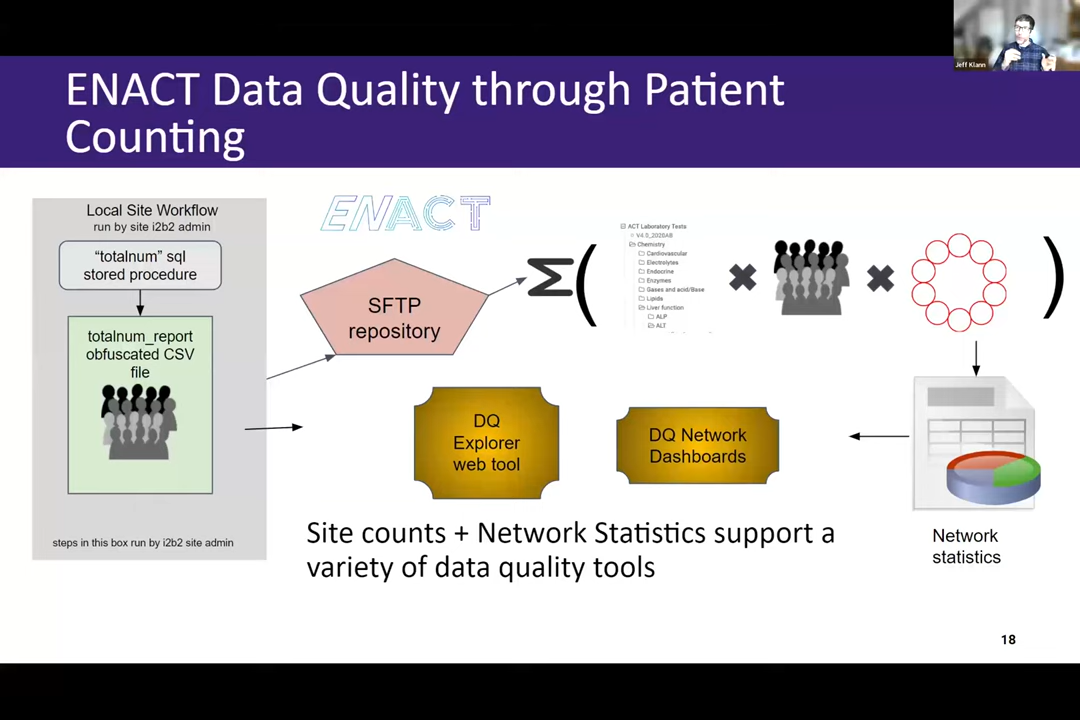 Jeff Klann
ENACT Data Quality through Patient
Counting
Local Site Workflow
run by site i2b2 admin
“totalnum” sql
stored procedure
totalnum_report
obfuscated CSV
file
steps in this box run by i2b2 site admin
ENACT
SFTP
repository
Σ
(
ACT Laboratory Tests
V4.0_2020AB
Chemistry
Cardiovascular
Electrolytes
Endocrine
Enzymes
Gases and acid/Base
Lipids
Liver function
ALP
ALT
)
DQ
Explorer
web tool
DQ Network
Dashboards
Network
statistics
Site counts + Network Statistics support a
variety of data quality tools
18